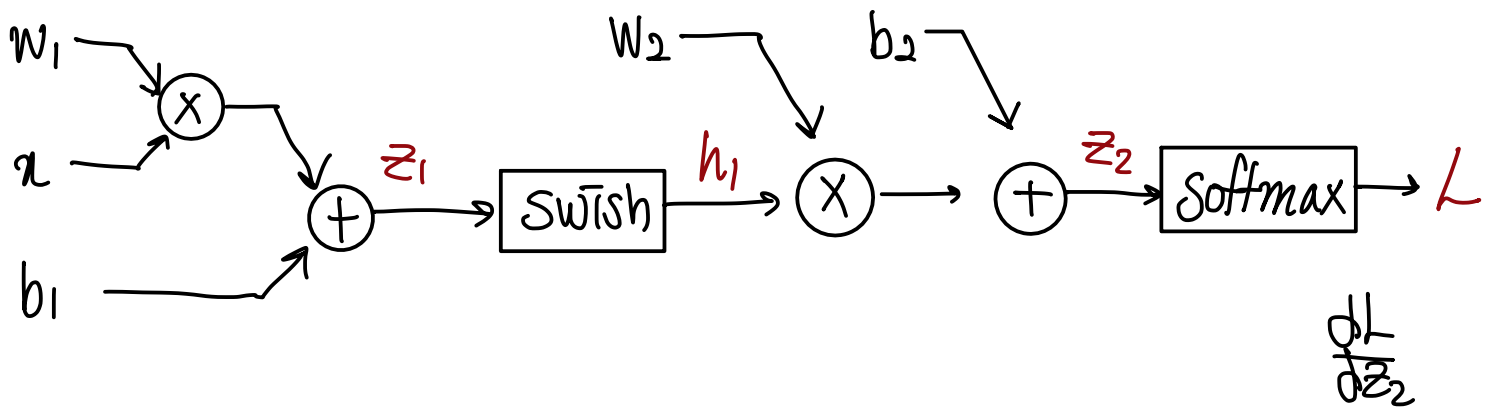 W₁
x
b₁
×
+
z₁
swish
h₁
W₂
×
b₂
+
z₂
softmax
L
dL
dz₂